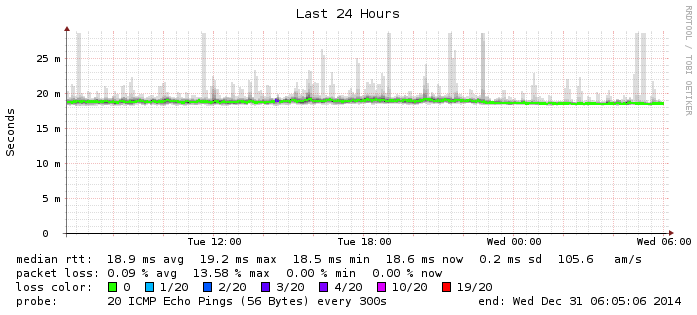 Last 24 Hours
RRDTOOL / TOBI OETIKER
Seconds
25 m
20 m
15 m
10 m
5 m
0
Tue 12:00 Tue 18:00 Wed 00:00 Wed 06:00
median rtt: 18.9 ms avg 19.2 ms max 18.5 ms min 18.6 ms now 0.2 ms sd 105.6 am/s
packet loss: 0.09 % avg 13.58 % max 0.00 % min 0.00 % now
loss color: 0 1/20 2/20 3/20 4/20 10/20 19/20
probe: 20 ICMP Echo Pings (56 Bytes) every 300s end: Wed Dec 31 06:05:06 2014